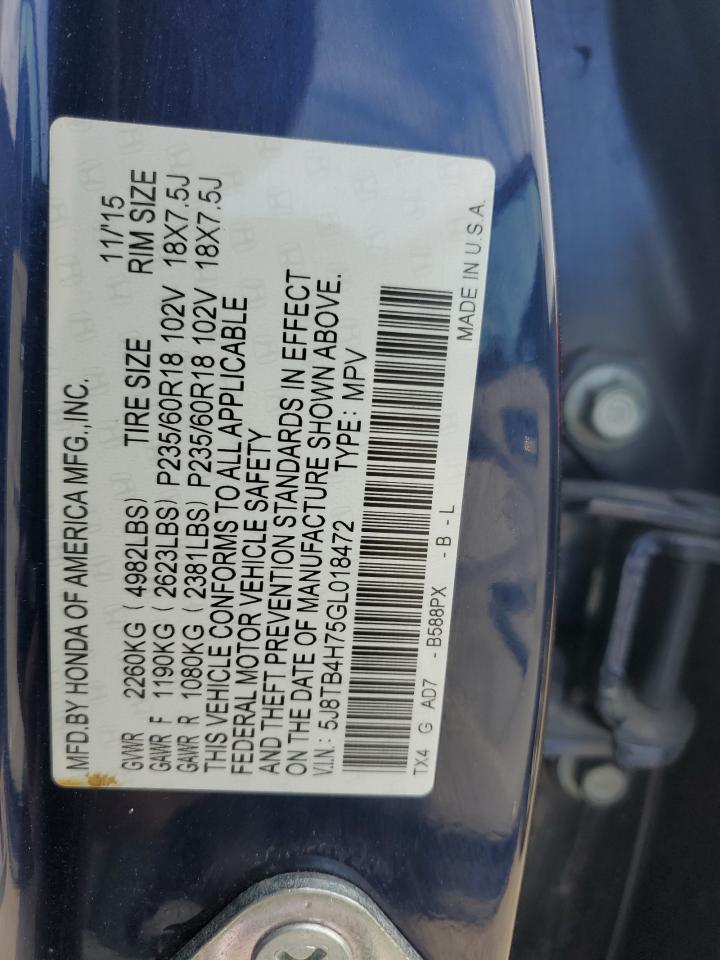 MFD.BY HONDA OF AMERICA MFG.,INC. 11/'15
GVWR 2260KG ( 4982LBS) TIRE SIZE RIM SIZE
GAWR F 1190KG ( 2623LBS) P235/60R18 102V 18X7.5J
GAWR R 1080KG ( 2381LBS) P235/60R18 102V 18X7.5J
THIS VEHICLE CONFORMS TO ALL APPLICABLE
FEDERAL MOTOR VEHICLE SAFETY
AND THEFT PREVENTION STANDARDS IN EFFECT
ON THE DATE OF MANUFACTURE SHOWN ABOVE.
V.I.N.: 5J8TB4H75GL018472 TYPE: MPV
TX4 G AD7 - B588PX - B - L MADE IN U.S.A.